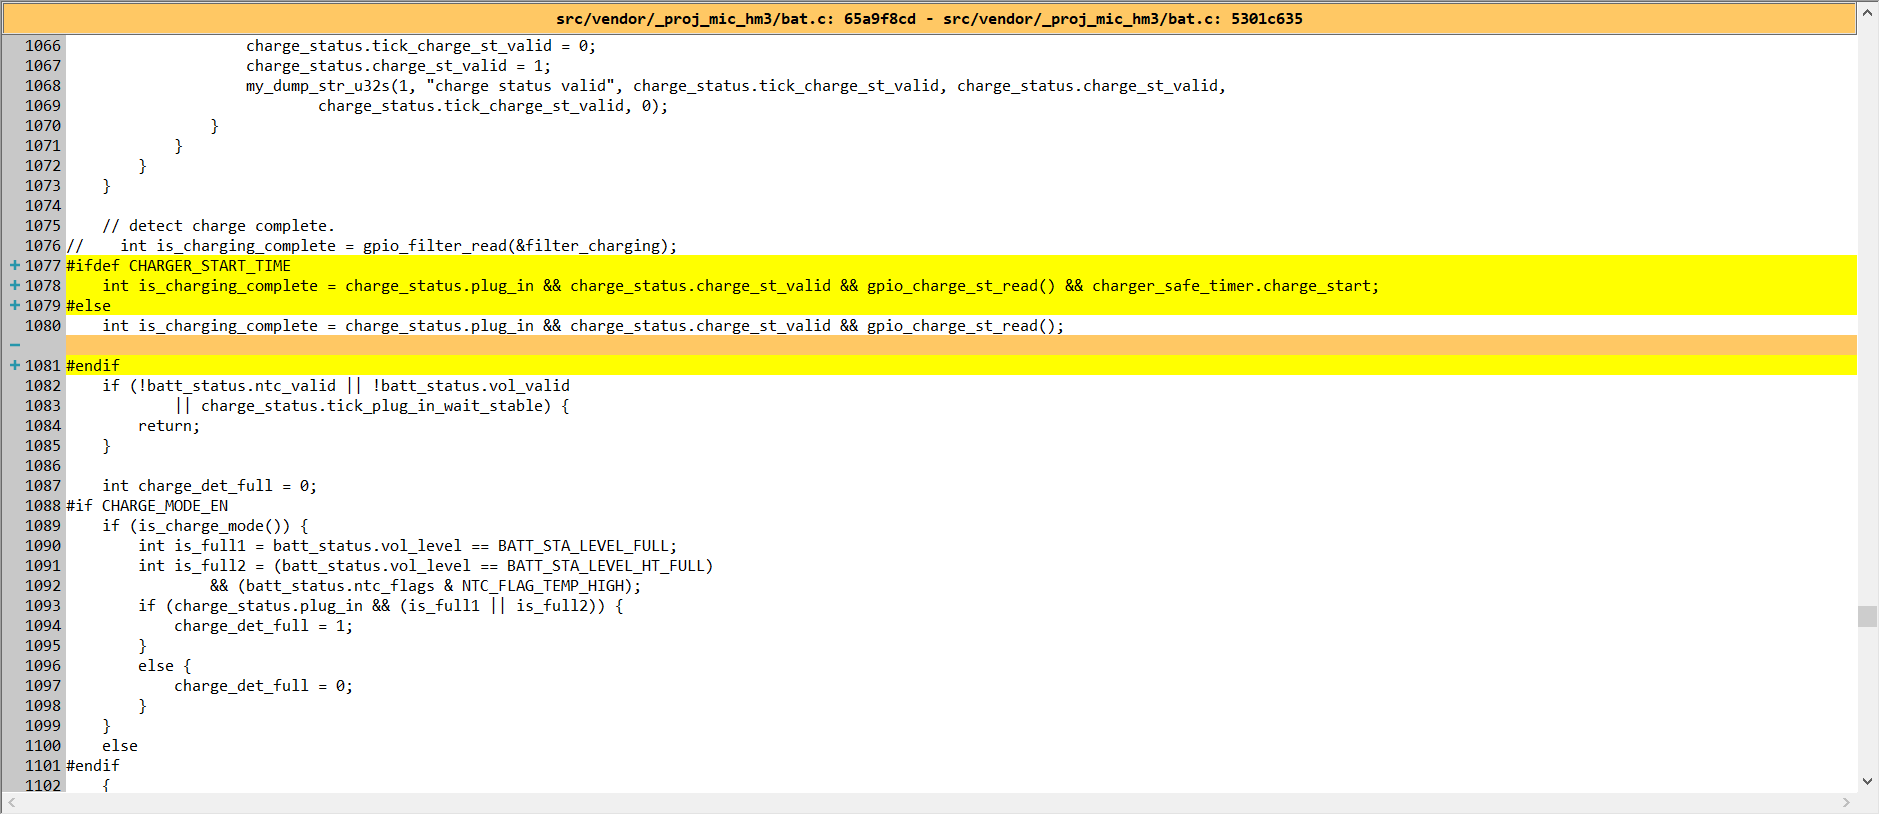 src/vendor/_proj_mic_hm3/bat.c: 65a9f8cd - src/vendor/_proj_mic_hm3/bat.c: 5301c635
1066                     charge_status.tick_charge_st_valid = 0;
1067                     charge_status.charge_st_valid = 1;
1068                     my_dump_str_u32s(1, "charge status valid", charge_status.tick_charge_st_valid, charge_status.charge_st_valid,
1069                             charge_status.tick_charge_st_valid, 0);
1070                 }
1071             }
1072         }
1073     }
1074
1075     // detect charge complete.
1076 //    int is_charging_complete = gpio_filter_read(&filter_charging);
+ 1077 #ifdef CHARGER_START_TIME
+ 1078     int is_charging_complete = charge_status.plug_in && charge_status.charge_st_valid && gpio_charge_st_read() && charger_safe_timer.charge_start;
+ 1079 #else
1080     int is_charging_complete = charge_status.plug_in && charge_status.charge_st_valid && gpio_charge_st_read();
−
+ 1081 #endif
1082     if (!batt_status.ntc_valid || !batt_status.vol_valid
1083             || charge_status.tick_plug_in_wait_stable) {
1084         return;
1085     }
1086
1087     int charge_det_full = 0;
1088 #if CHARGE_MODE_EN
1089     if (is_charge_mode()) {
1090         int is_full1 = batt_status.vol_level == BATT_STA_LEVEL_FULL;
1091         int is_full2 = (batt_status.vol_level == BATT_STA_LEVEL_HT_FULL)
1092                 && (batt_status.ntc_flags & NTC_FLAG_TEMP_HIGH);
1093         if (charge_status.plug_in && (is_full1 || is_full2)) {
1094             charge_det_full = 1;
1095         }
1096         else {
1097             charge_det_full = 0;
1098         }
1099     }
1100     else
1101 #endif
1102     {